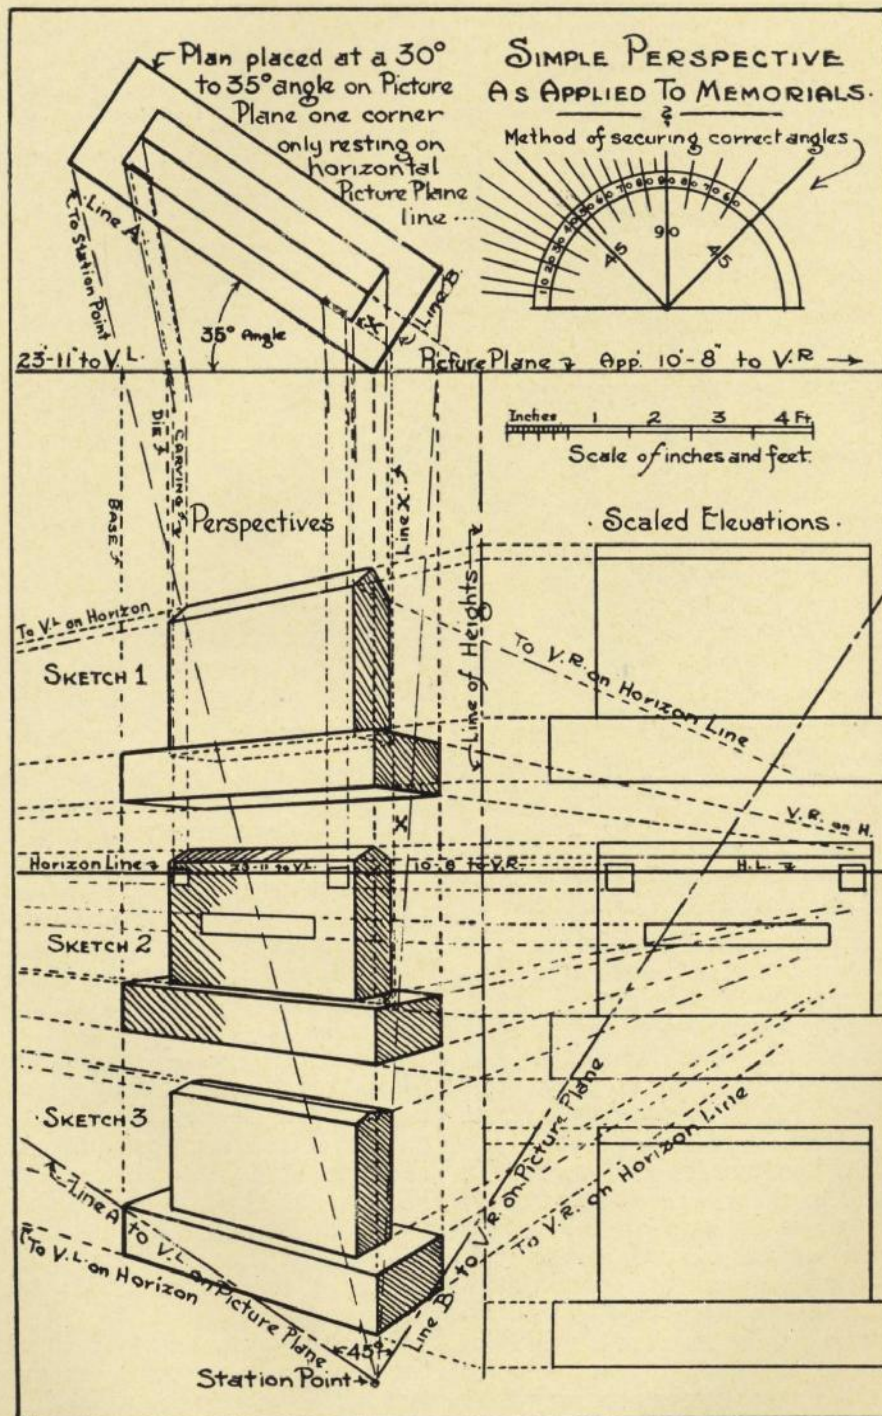 Plan placed at a 30°
to 35° angle on Picture
Plane one corner
only resting on
horizontal
Picture Plane
line ...
SIMPLE PERSPECTIVE
AS APPLIED TO MEMORIALS.
&
Method of securing correct angles
10 20 30 40 50 60 70 80 90 80 70 60
45
90
45
Line A
To Station Point
Line B.
X
35° Angle
23'-11" to V.L.
Picture Plane App. 10'-8" to V.R
Inches 1 2 3 4 Ft.
Scale of inches and feet.
DIE
CARVING
BASE
Line X.
Perspectives
· Scaled Elevations ·
Line of Heights
To V.L on Horizon
To V.R. on Horizon Line
SKETCH 1
X
V.R. on H.
Horizon Line
23-11 to V.L.
10-8 to V.R.
H.L.
SKETCH 2
SKETCH 3
Line A to V.L on Picture Plane
To V.L. on Horizon
Line B to V.R. on Picture Plane
To V.R. on Horizon Line
45°
Station Point